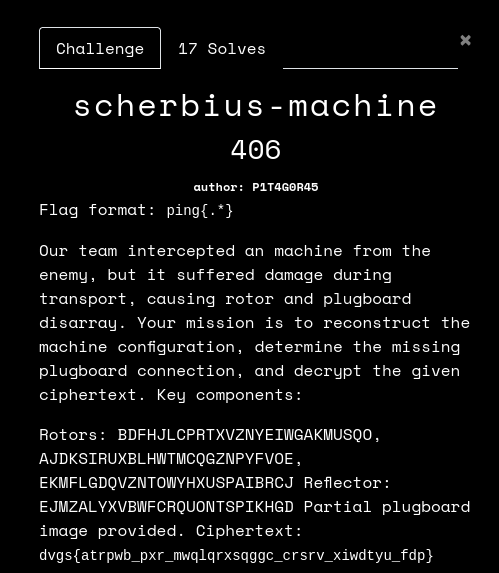 Challenge
17 Solves
×
scherbius-machine
406
author: P1T4G0R45
Flag format: ping{.*}
Our team intercepted an machine from the
enemy, but it suffered damage during
transport, causing rotor and plugboard
disarray. Your mission is to reconstruct the
machine configuration, determine the missing
plugboard connection, and decrypt the given
ciphertext. Key components:
Rotors: BDFHJLCPRTXVZNYEIWGAKMUSQO,
AJDKSIRUXBLHWTMCQGZNPYFVOE,
EKMFLGDQVZNTOWYHXUSPAIBRCJ Reflector:
EJMZALYXVBWFCRQUONTSPIKHGD Partial plugboard
image provided. Ciphertext:
dvgs{atrpwb_pxr_mwqlqrxsqggc_crsrv_xiwdtyu_fdp}